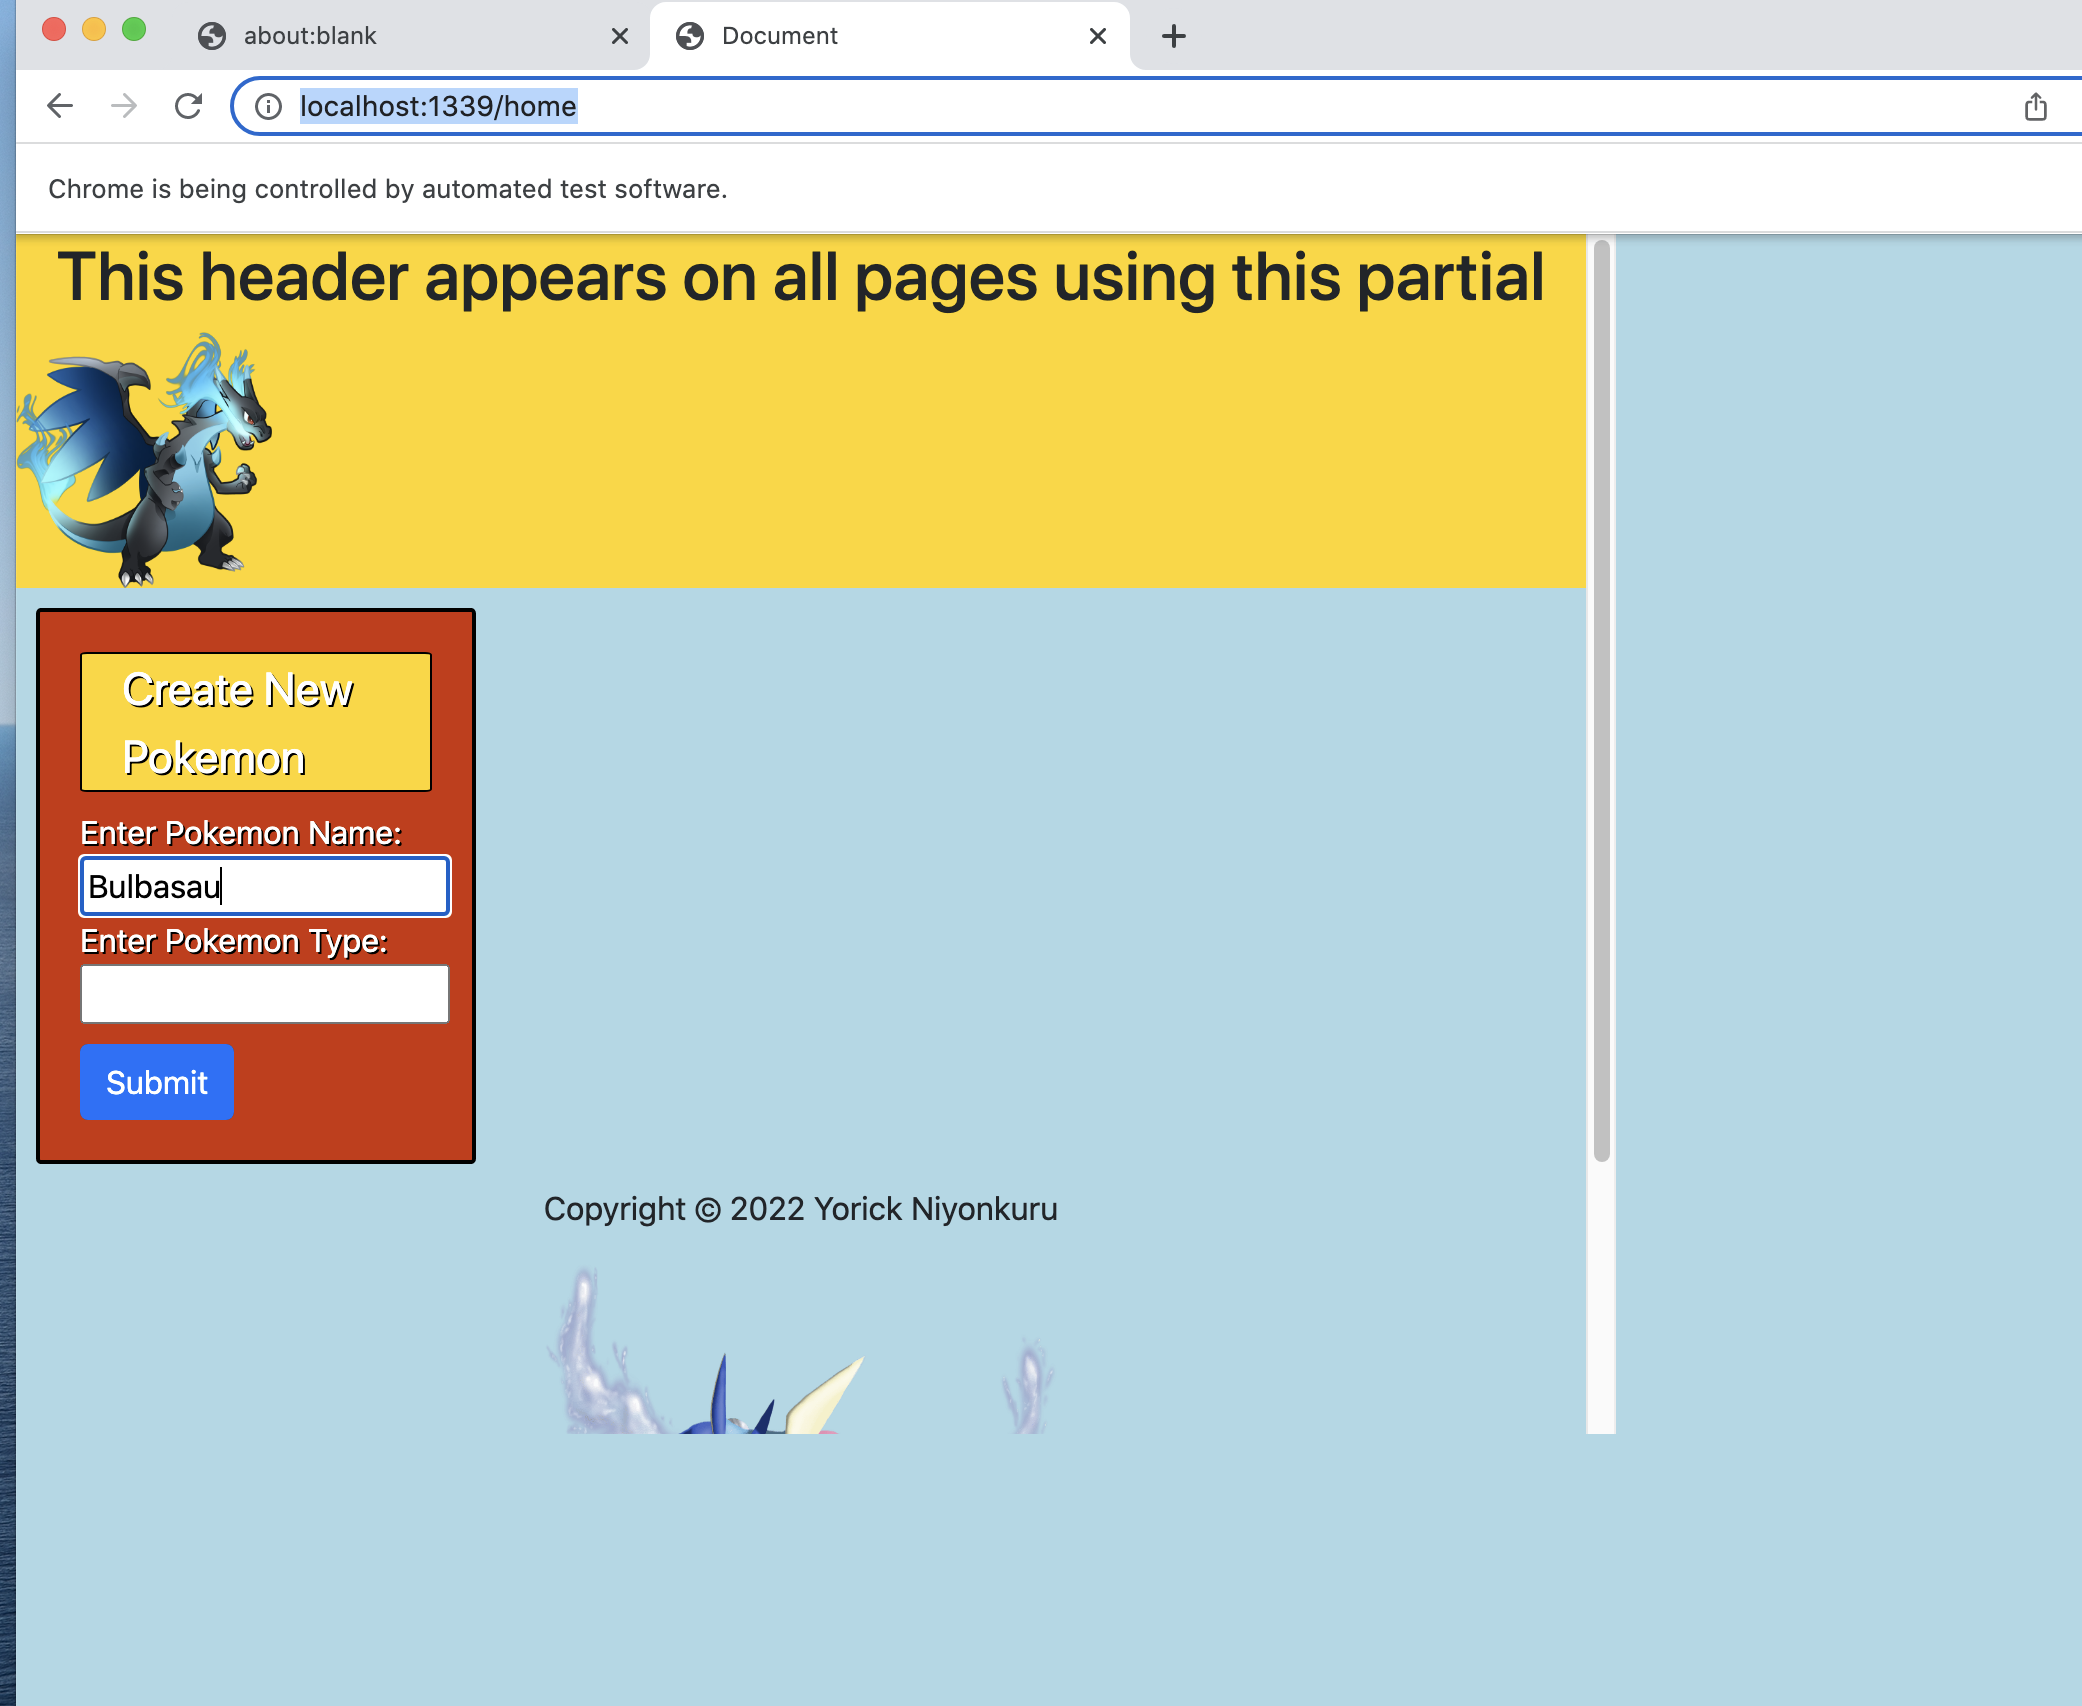 about:blank
Document
localhost:1339/home
Chrome is being controlled by automated test software.
This header appears on all pages using this partial
Create New
Pokemon
Enter Pokemon Name:
Bulbasau
Enter Pokemon Type:
Submit
Copyright © 2022 Yorick Niyonkuru